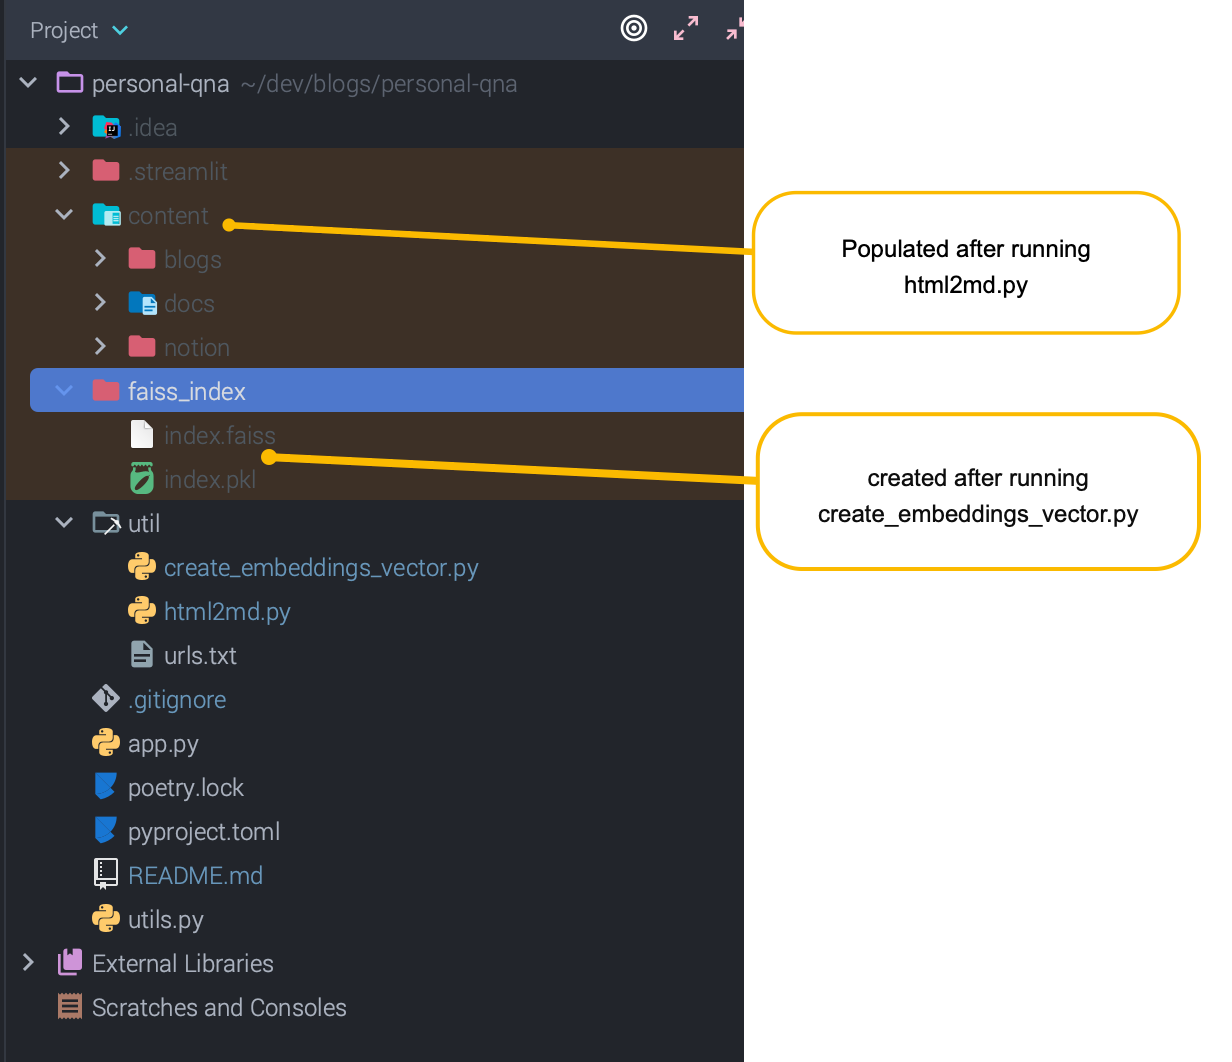 Project
personal-qna ~/dev/blogs/personal-qna
.idea
.streamlit
content
blogs
docs
notion
faiss_index
index.faiss
index.pkl
util
create_embeddings_vector.py
html2md.py
urls.txt
.gitignore
app.py
poetry.lock
pyproject.toml
README.md
utils.py
External Libraries
Scratches and Consoles
Populated after running
html2md.py
created after running
create_embeddings_vector.py